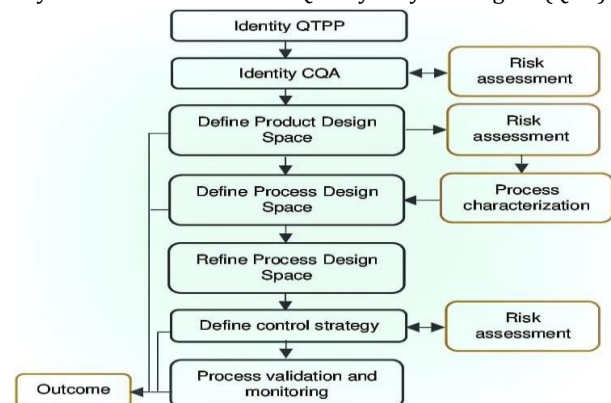 Identity QTPP
Identity CQA
Risk
assessment
Define Product Design
Space
Risk
assessment
Define Process Design
Space
Process
characterization
Refine Process Design
Space
Define control strategy
Risk
assessment
Process validation and
monitoring
Outcome